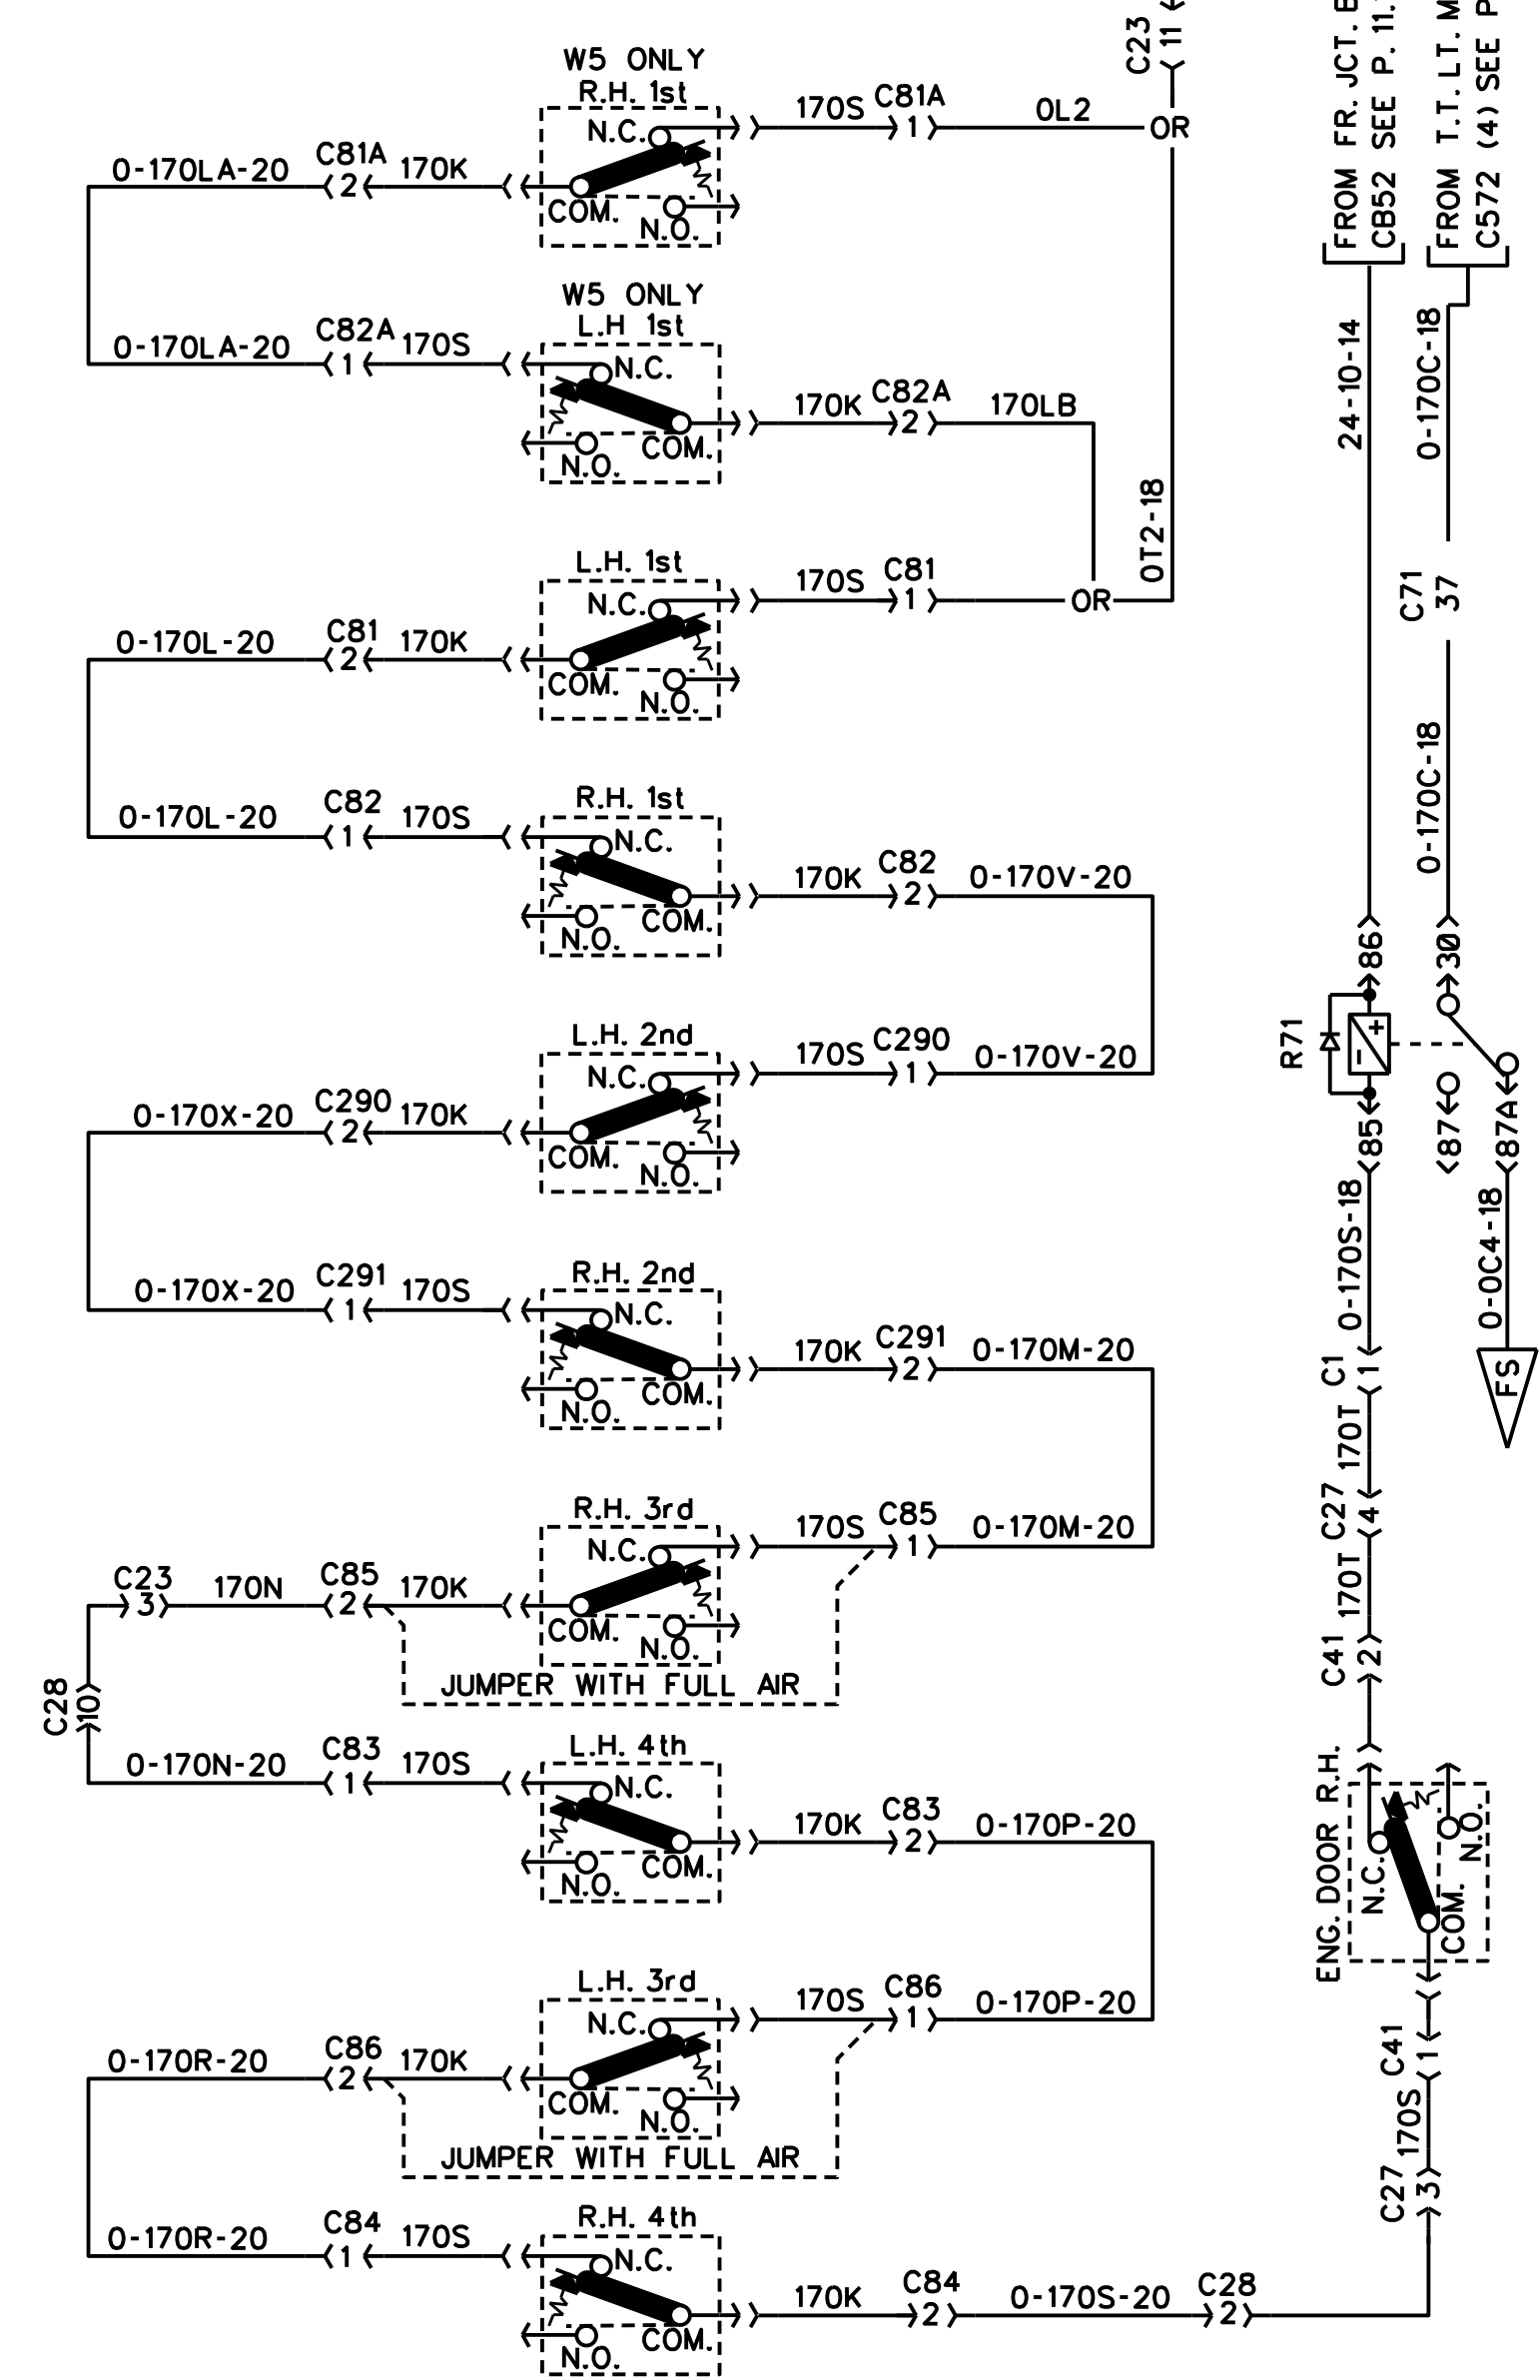 W5 ONLY
R.H. 1st
N.C.
COM.
N.O.
0-170LA-20
C81A
2
170K
170S
C81A
1
0L2
OR
C23
11
W5 ONLY
L.H 1st
N.C.
N.O.
COM.
0-170LA-20
C82A
1
170S
170K
C82A
2
170LB
0T2-18
L.H. 1st
N.C.
COM.
N.O.
0-170L-20
C81
2
170K
170S
C81
1
OR
R.H. 1st
N.C.
N.O.
COM.
0-170L-20
C82
1
170S
170K
C82
2
0-170V-20
L.H. 2nd
N.C.
COM.
N.O.
0-170X-20
C290
2
170K
170S
C290
1
0-170V-20
R.H. 2nd
N.C.
N.O.
COM.
0-170X-20
C291
1
170S
170K
C291
2
0-170M-20
R.H. 3rd
N.C.
COM.
N.O.
C23
3
170N
C85
2
170K
170S
C85
1
0-170M-20
JUMPER WITH FULL AIR
C28
10
L.H. 4th
N.C.
N.O.
COM.
0-170N-20
C83
1
170S
170K
C83
2
0-170P-20
L.H. 3rd
N.C.
COM.
N.O.
0-170R-20
C86
2
170K
170S
C86
1
0-170P-20
JUMPER WITH FULL AIR
R.H. 4th
N.C.
N.O.
COM.
0-170R-20
C84
1
170S
170K
C84
2
0-170S-20
C28
2
FROM FR. JCT.
CB52 SEE P. 11.
FROM T.T. LT. M
C572 (4) SEE P
24-10-14
0-170C-18
C71
37
0-170C-18
86
30
R71
+
-
85
87
87A
0-170S-18
0-0C4-18
FS
C1
1
170T
C27
4
170T
C41
2
ENG. DOOR R.H.
N.C.
N.O.
COM.
C41
1
170S
C27
3